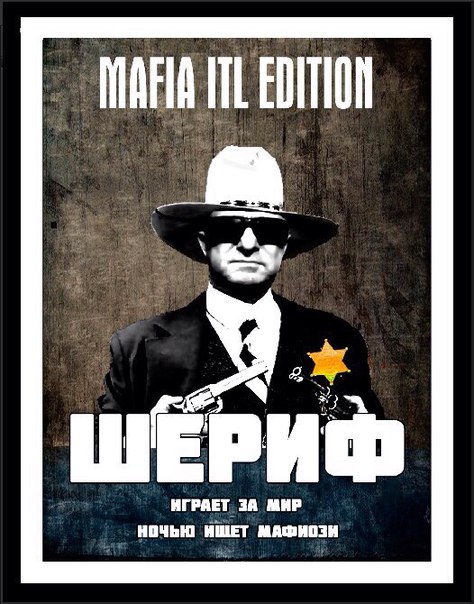 MAFIA ITL EDITION
ШЕРИФ
ИГРАЕТ ЗА МИР
НОЧЬЮ ИЩЕТ МАФИОЗИ